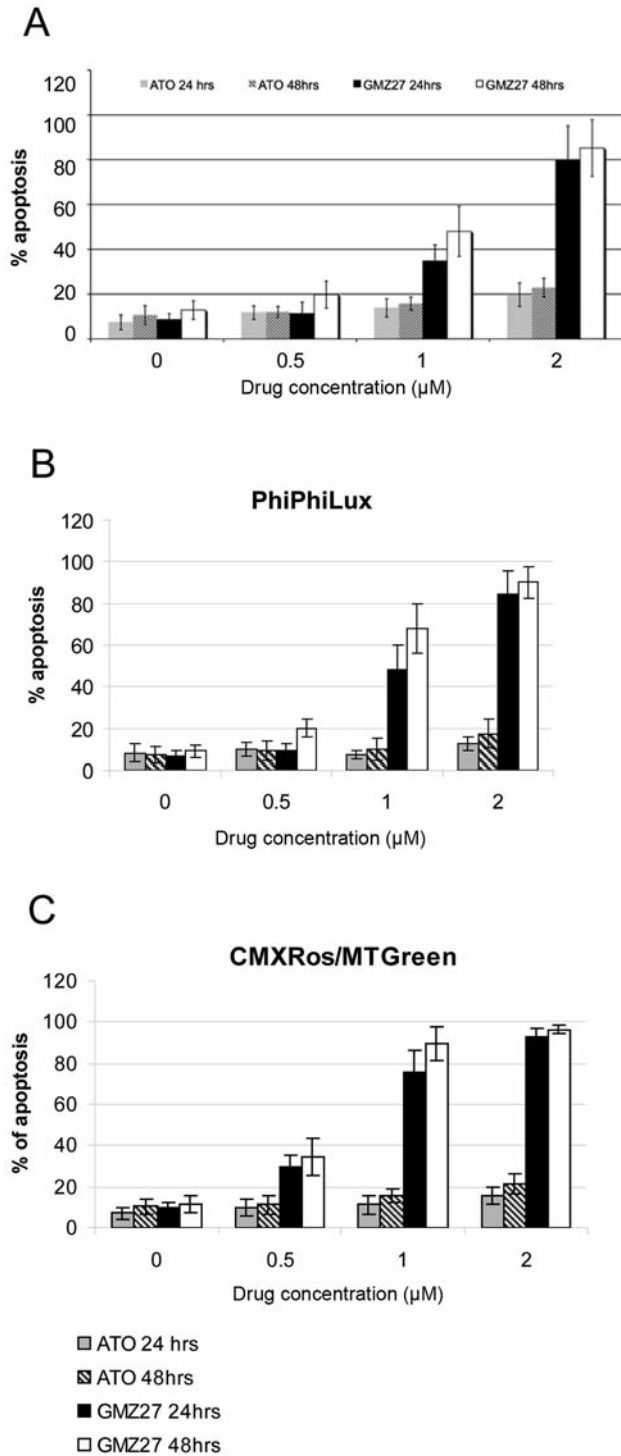 A
120
ATO 24 hrs ATO 48hrs GMZ27 24hrs GMZ27 48hrs
100
80
60
40
20
0
% apoptosis
0 0.5 1 2
Drug concentration (µM)
B
PhiPhiLux
120
100
80
60
40
20
0
% apoptosis
0 0.5 1 2
Drug concentration (µM)
C
CMXRos/MTGreen
120
100
80
60
40
20
0
% of apoptosis
0 0.5 1 2
Drug concentration (µM)
ATO 24 hrs
ATO 48hrs
GMZ27 24hrs
GMZ27 48hrs